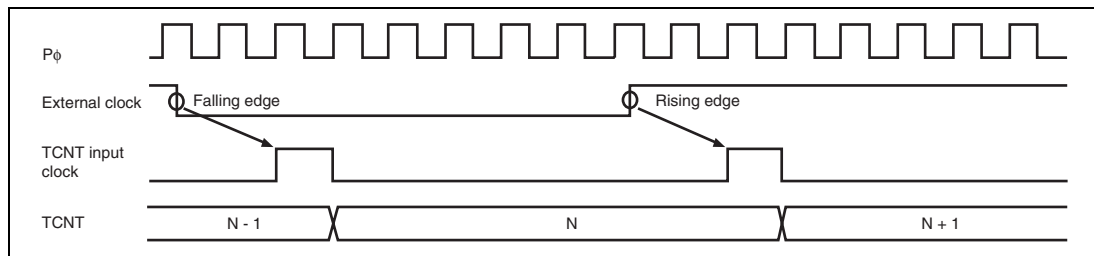 Pϕ
External clock
Falling edge
Rising edge
TCNT input
clock
TCNT
N - 1
N
N + 1